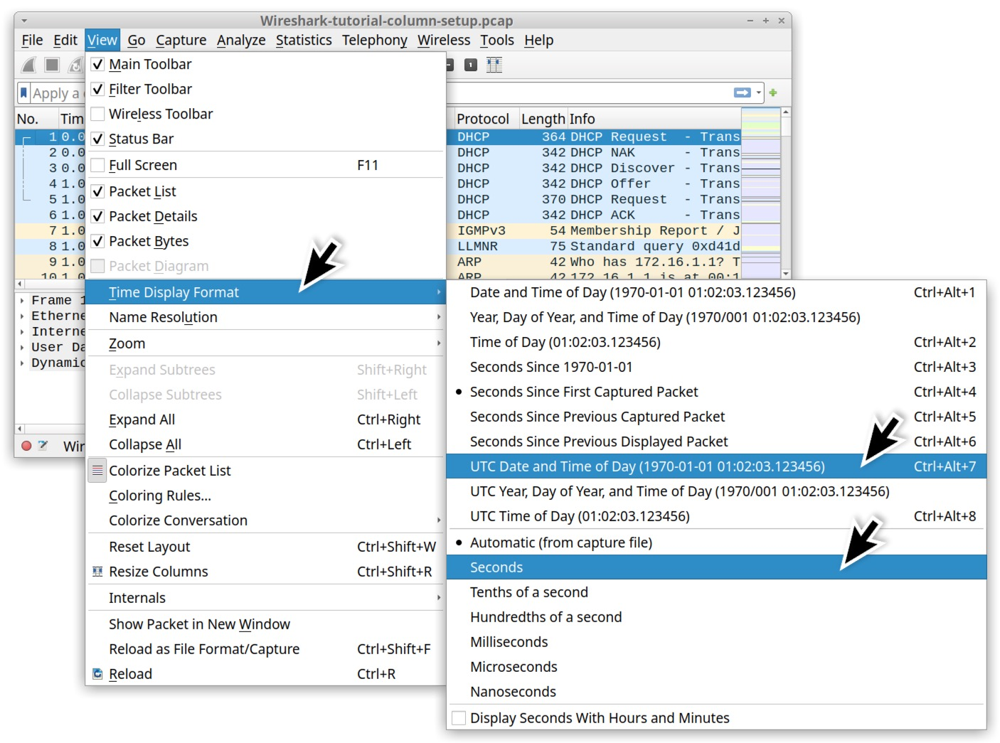 Wireshark-tutorial-column-setup.pcap
File Edit View Go Capture Analyze Statistics Telephony Wireless Tools Help
Apply a
No. Tim Protocol Length Info
1 0.0 DHCP 364 DHCP Request - Trans
2 0.0 DHCP 342 DHCP NAK - Trans
3 0.0 DHCP 342 DHCP Discover - Trans
4 1.0 DHCP 342 DHCP Offer - Trans
5 1.0 DHCP 370 DHCP Request - Trans
6 1.0 DHCP 342 DHCP ACK - Trans
7 1.0 IGMPv3 54 Membership Report / J
8 1.0 LLMNR 75 Standard query 0xd41d
9 1.0 ARP 42 Who has 172.16.1.1? T
10 1.0 ARP 42 172.16.1.1 is at 00:1
Frame 1
Etherne
Interne
User Da
Dynamic
Wir
Main Toolbar
Filter Toolbar
Wireless Toolbar
Status Bar
Full Screen F11
Packet List
Packet Details
Packet Bytes
Packet Diagram
Time Display Format
Name Resolution
Zoom
Expand Subtrees Shift+Right
Collapse Subtrees Shift+Left
Expand All Ctrl+Right
Collapse All Ctrl+Left
Colorize Packet List
Coloring Rules...
Colorize Conversation
Reset Layout Ctrl+Shift+W
Resize Columns Ctrl+Shift+R
Internals
Show Packet in New Window
Reload as File Format/Capture Ctrl+Shift+F
Reload Ctrl+R
Date and Time of Day (1970-01-01 01:02:03.123456) Ctrl+Alt+1
Year, Day of Year, and Time of Day (1970/001 01:02:03.123456)
Time of Day (01:02:03.123456) Ctrl+Alt+2
Seconds Since 1970-01-01 Ctrl+Alt+3
Seconds Since First Captured Packet Ctrl+Alt+4
Seconds Since Previous Captured Packet Ctrl+Alt+5
Seconds Since Previous Displayed Packet Ctrl+Alt+6
UTC Date and Time of Day (1970-01-01 01:02:03.123456) Ctrl+Alt+7
UTC Year, Day of Year, and Time of Day (1970/001 01:02:03.123456)
UTC Time of Day (01:02:03.123456) Ctrl+Alt+8
Automatic (from capture file)
Seconds
Tenths of a second
Hundredths of a second
Milliseconds
Microseconds
Nanoseconds
Display Seconds With Hours and Minutes